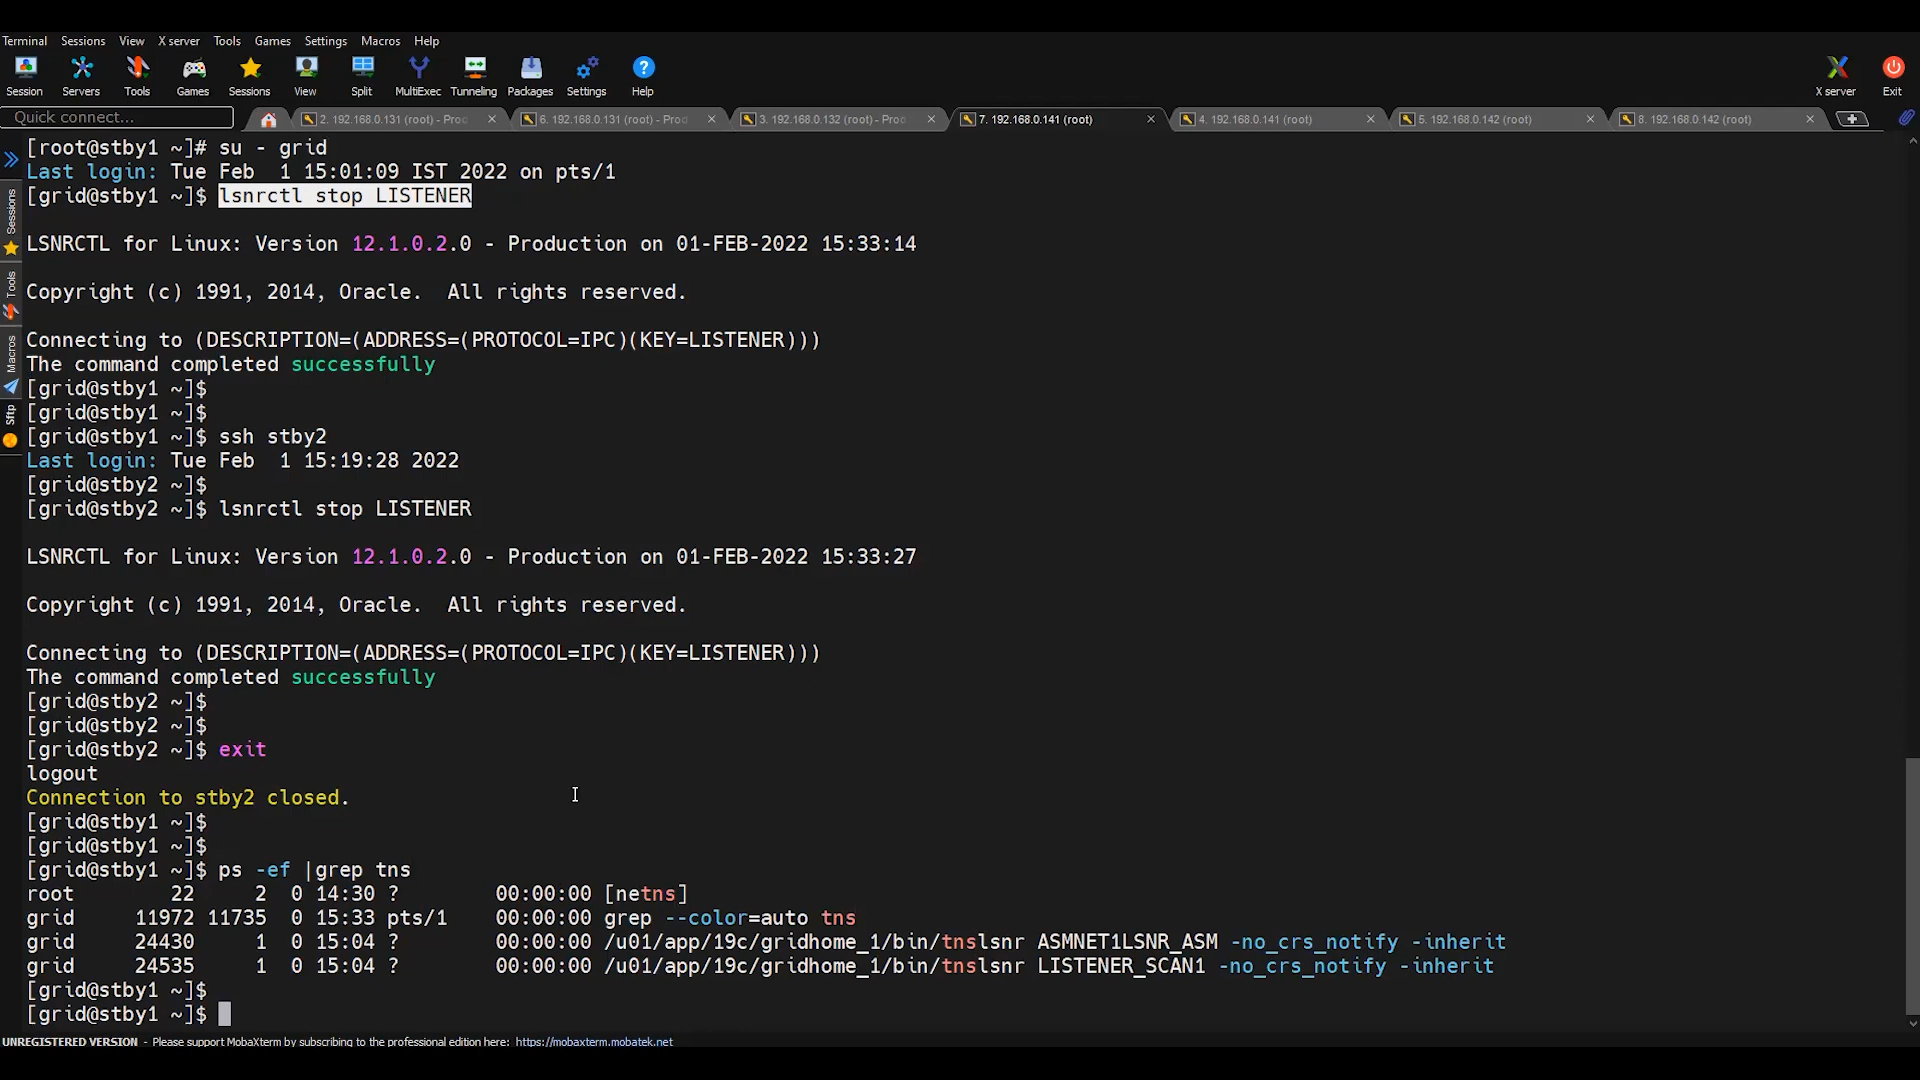 Terminal Sessions View X server Tools Games Settings Macros Help
Session Servers Tools Games Sessions View Split MultiExec Tunneling Packages Settings Help X server Exit
Quick connect... 2. 192.168.0.131 (root) - Prod 6. 192.168.0.131 (root) - Prod 3. 192.168.0.132 (root) - Prod 7. 192.168.0.141 (root) 4. 192.168.0.141 (root) 5. 192.168.0.142 (root) 8. 192.168.0.142 (root)
Sessions
Tools
Macros
Sftp
[root@stby1 ~]# su - grid
Last login: Tue Feb  1 15:01:09 IST 2022 on pts/1
[grid@stby1 ~]$ lsnrctl stop LISTENER
LSNRCTL for Linux: Version 12.1.0.2.0 - Production on 01-FEB-2022 15:33:14
Copyright (c) 1991, 2014, Oracle.  All rights reserved.
Connecting to (DESCRIPTION=(ADDRESS=(PROTOCOL=IPC)(KEY=LISTENER)))
The command completed successfully
[grid@stby1 ~]$
[grid@stby1 ~]$
[grid@stby1 ~]$ ssh stby2
Last login: Tue Feb  1 15:19:28 2022
[grid@stby2 ~]$
[grid@stby2 ~]$ lsnrctl stop LISTENER
LSNRCTL for Linux: Version 12.1.0.2.0 - Production on 01-FEB-2022 15:33:27
Copyright (c) 1991, 2014, Oracle.  All rights reserved.
Connecting to (DESCRIPTION=(ADDRESS=(PROTOCOL=IPC)(KEY=LISTENER)))
The command completed successfully
[grid@stby2 ~]$
[grid@stby2 ~]$
[grid@stby2 ~]$ exit
logout
Connection to stby2 closed.
[grid@stby1 ~]$
[grid@stby1 ~]$
[grid@stby1 ~]$ ps -ef |grep tns
root        22     2  0 14:30 ?        00:00:00 [netns]
grid     11972 11735  0 15:33 pts/1    00:00:00 grep --color=auto tns
grid     24430     1  0 15:04 ?        00:00:00 /u01/app/19c/gridhome_1/bin/tnslsnr ASMNET1LSNR_ASM -no_crs_notify -inherit
grid     24535     1  0 15:04 ?        00:00:00 /u01/app/19c/gridhome_1/bin/tnslsnr LISTENER_SCAN1 -no_crs_notify -inherit
[grid@stby1 ~]$
[grid@stby1 ~]$
UNREGISTERED VERSION - Please support MobaXterm by subscribing to the professional edition here: https://mobaxterm.mobatek.net